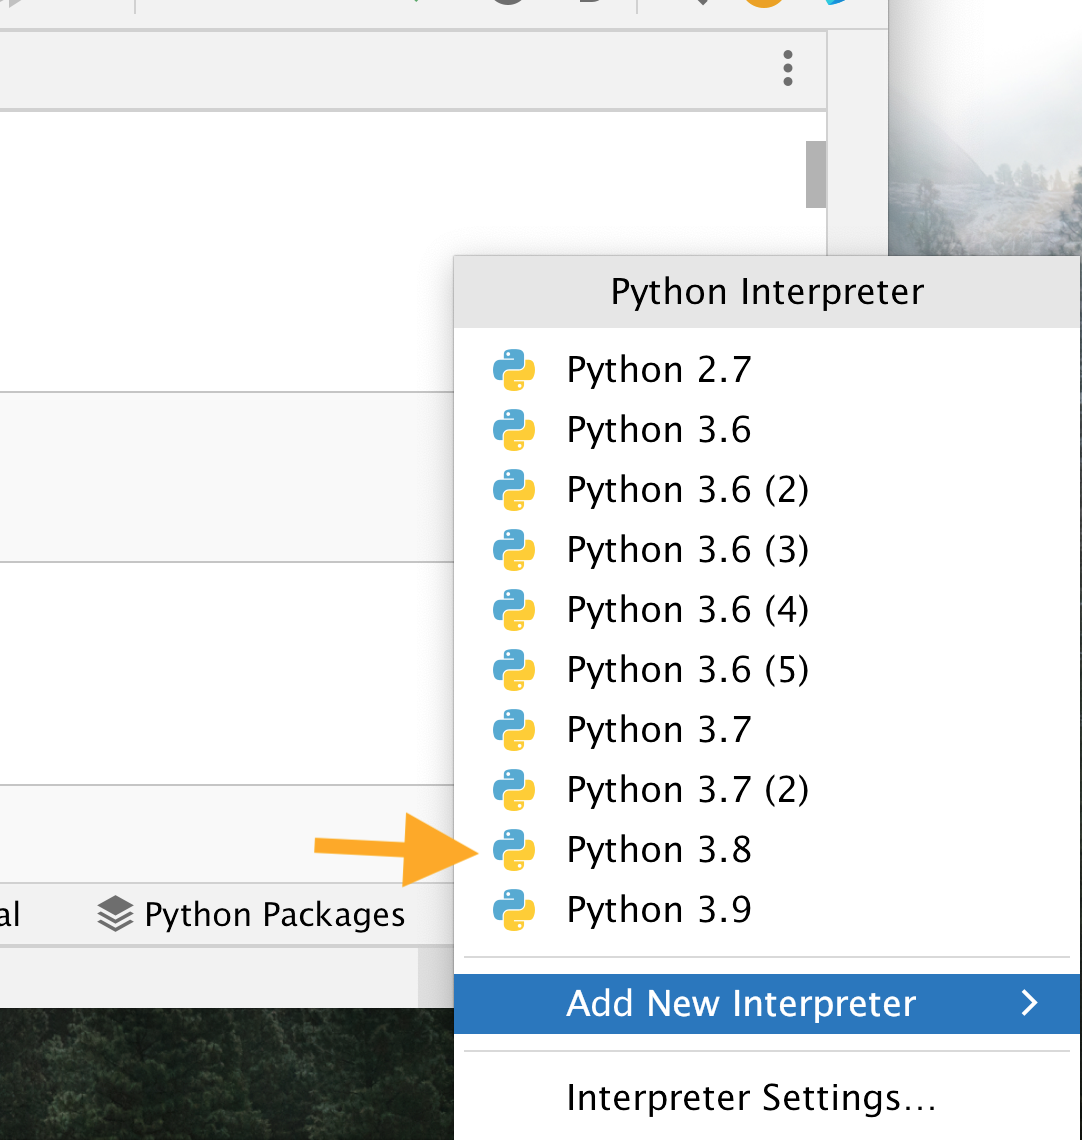 Python Interpreter
Python 2.7
Python 3.6
Python 3.6 (2)
Python 3.6 (3)
Python 3.6 (4)
Python 3.6 (5)
Python 3.7
Python 3.7 (2)
Python 3.8
Python 3.9
al
Python Packages
Add New Interpreter
Interpreter Settings...